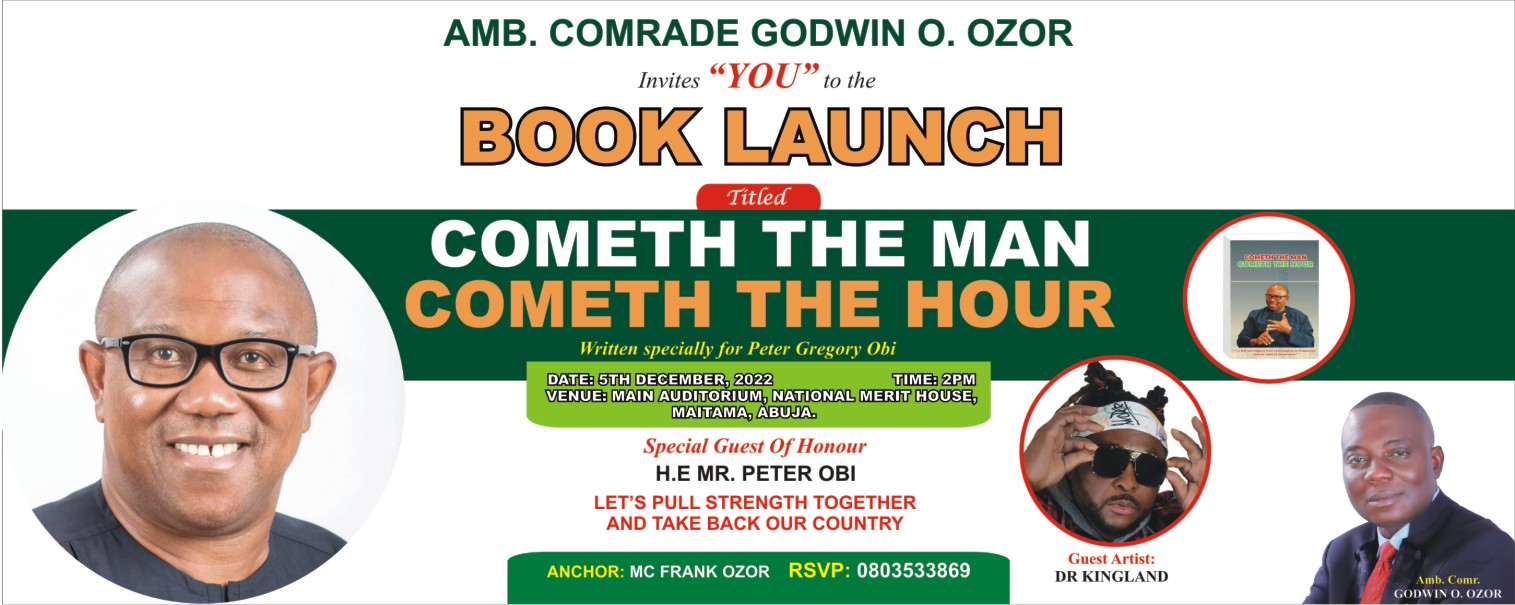 AMB. COMRADE GODWIN O. OZOR
Invites “YOU” to the
BOOK LAUNCH
Titled
COMETH THE MAN
COMETH THE HOUR
Written specially for Peter Gregory Obi
DATE: 5TH DECEMBER, 2022 TIME: 2PM
VENUE: MAIN AUDITORIUM, NATIONAL MERIT HOUSE,
MAITAMA, ABUJA.
Special Guest Of Honour
H.E MR. PETER OBI
LET’S PULL STRENGTH TOGETHER
AND TAKE BACK OUR COUNTRY
ANCHOR: MC FRANK OZOR RSVP: 0803533869
COMETH THE MAN
COMETH THE HOUR
Guest Artist:
DR KINGLAND
Amb. Comr.
GODWIN O. OZOR